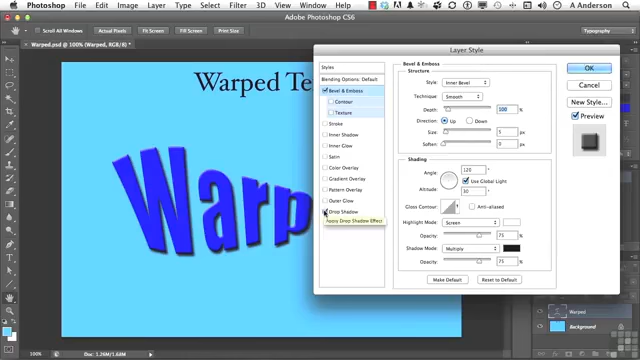 Photoshop File Edit Image Layer Type Select Filter View Window Help
A Anderson
Adobe Photoshop CS6
Scroll All Windows
Actual Pixels
Fit Screen
Fill Screen
Print Size
Typography
Warped.psd @ 100% (Warped, RGB/8) *
Warped Te
Warp
Layer Style
Styles
Blending Options: Default
Bevel & Emboss
Contour
Texture
Stroke
Inner Shadow
Inner Glow
Satin
Color Overlay
Gradient Overlay
Pattern Overlay
Outer Glow
Drop Shadow
Apply Drop Shadow Effect
Bevel & Emboss
Structure
Style: Inner Bevel
Technique: Smooth
Depth: 100 %
Direction: Up Down
Size: 5 px
Soften: 0 px
Shading
Angle: 120 °
Use Global Light
Altitude: 30 °
Gloss Contour: Anti-aliased
Highlight Mode: Screen
Opacity: 75 %
Shadow Mode: Multiply
Opacity: 75 %
Make Default
Reset to Default
OK
Cancel
New Style...
Preview
Warped
Background
100%
Doc: 1.26M/1.68M